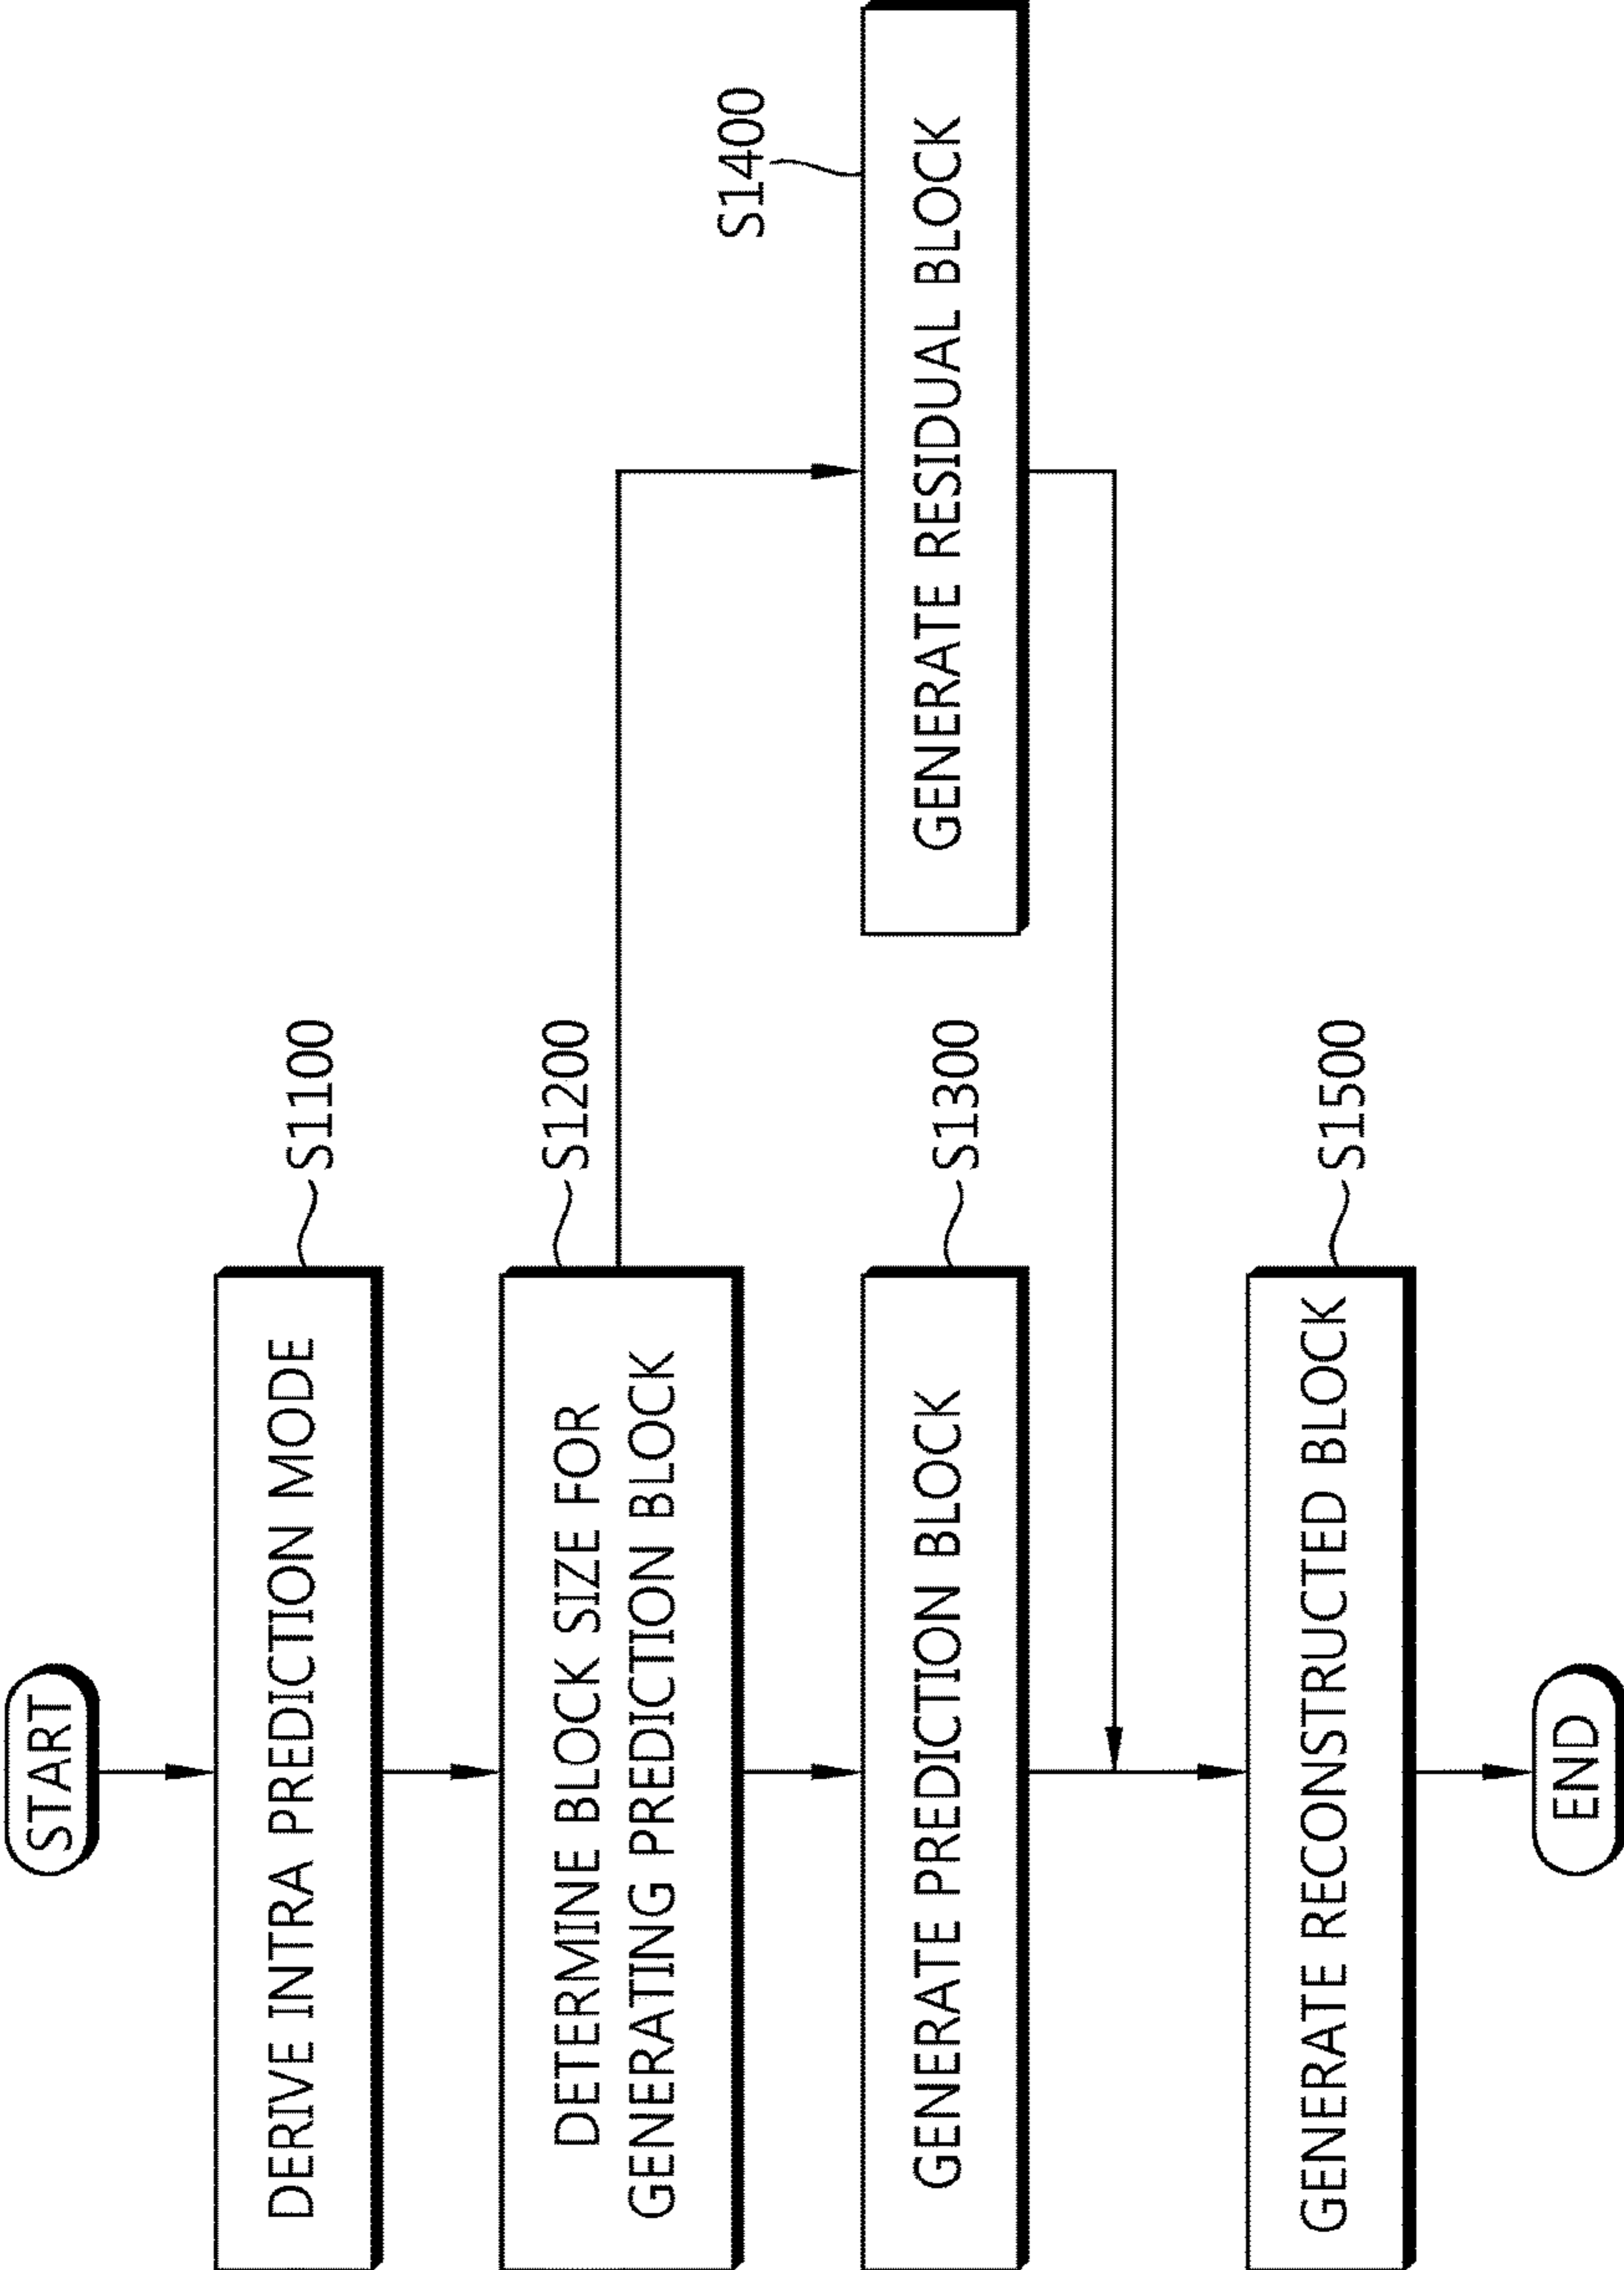 START
DERIVE INTRA PREDICTION MODE
S1100
DETERMINE BLOCK SIZE FOR
GENERATING PREDICTION BLOCK
S1200
GENERATE PREDICTION BLOCK
S1300
GENERATE RESIDUAL BLOCK
S1400
GENERATE RECONSTRUCTED BLOCK
S1500
END